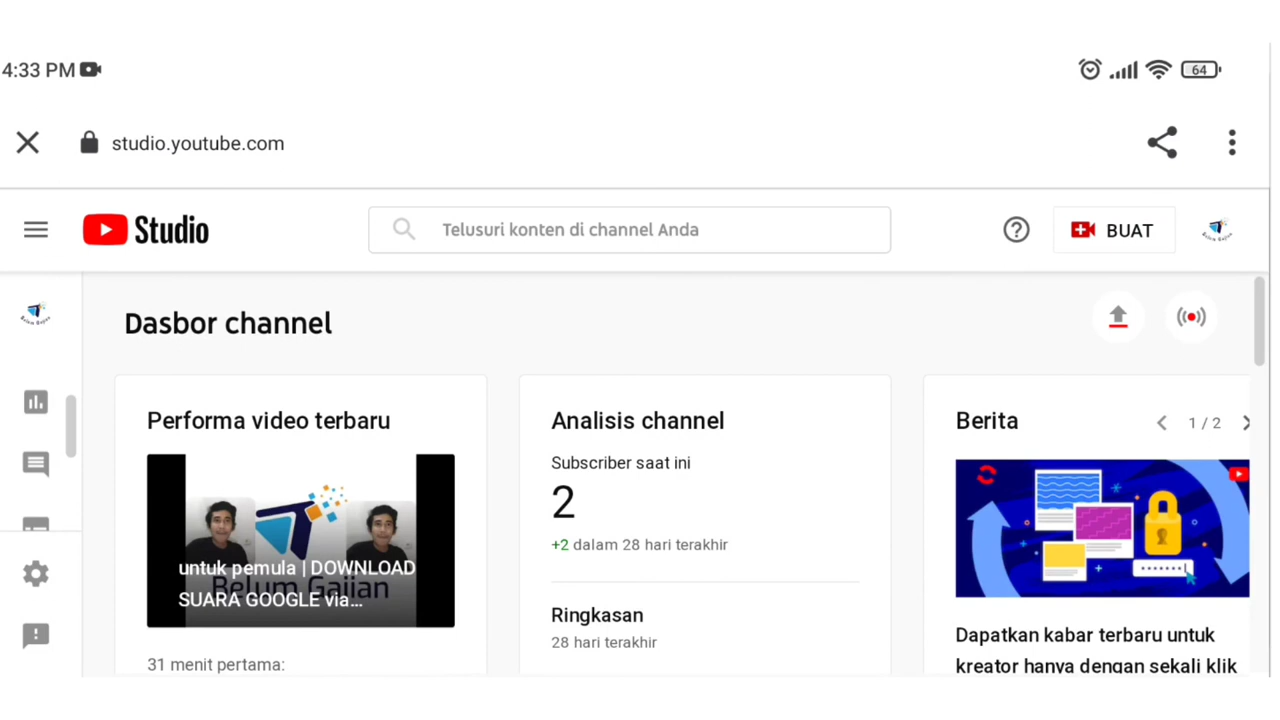 4:33 PM
64
studio.youtube.com
Studio
Telusuri konten di channel Anda
BUAT
Dasbor channel
Performa video terbaru
Belum Gajian
untuk pemula | DOWNLOAD
SUARA GOOGLE via...
31 menit pertama:
Analisis channel
Subscriber saat ini
2
+2 dalam 28 hari terakhir
Ringkasan
28 hari terakhir
Berita
1 / 2
Dapatkan kabar terbaru untuk
kreator hanya dengan sekali klik